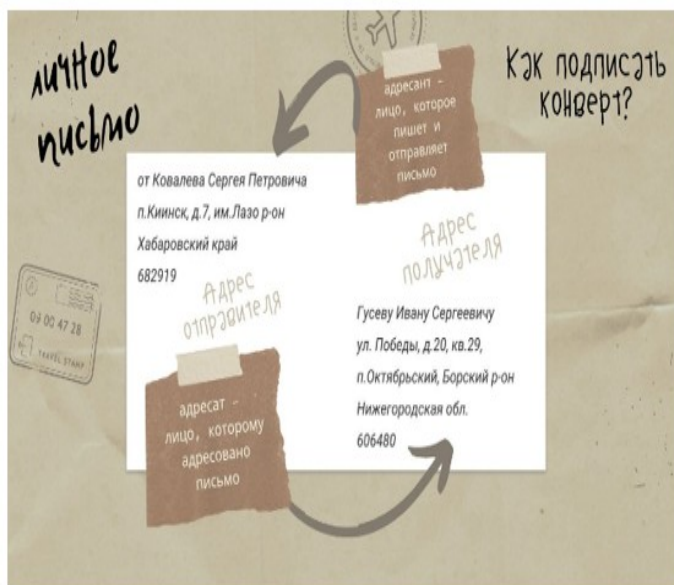 личное
письмо
Как подписать
конверт?
адресант –
лицо, которое
пишет и
отправляет
письмо
от Ковалева Сергея Петровича
п.Киинск, д.7, им.Лазо р-он
Хабаровский край
682919
Адрес
отправителя
Адрес
получателя
Гусеву Ивану Сергеевичу
ул. Победы, д.20, кв.29,
п.Октябрьский, Борский р-он
Нижегородская обл.
606480
адресат –
лицо, которому
адресовано
письмо
09 00 47 28
TRAVEL STAMP